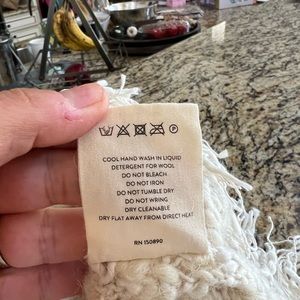 COOL HAND WASH IN LIQUID
DETERGENT FOR WOOL
DO NOT BLEACH
DO NOT IRON
DO NOT TUMBLE DRY
DO NOT WRING
DRY CLEANABLE
DRY FLAT AWAY FROM DIRECT HEAT
RN 150890